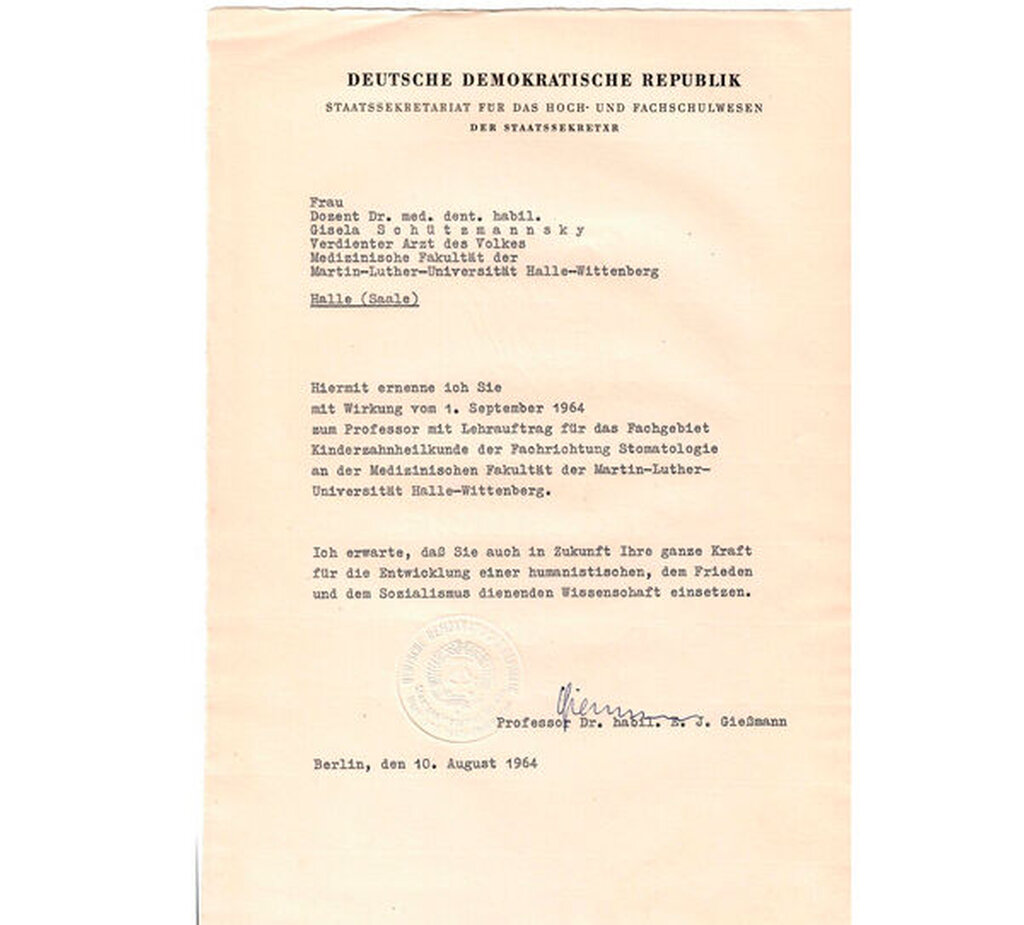 DEUTSCHE DEMOKRATISCHE REPUBLIK
STAATSSEKRETARIAT FÜR DAS HOCH- UND FACHSCHULWESEN
DER STAATSSEKRETÄR
Frau
Dozent Dr. med. dent. habil.
Gisela S c h ü t z m a n n s k y
Verdienter Arzt des Volkes
Medizinische Fakultät der
Martin-Luther-Universität Halle-Wittenberg
Halle (Saale)
Hiermit ernenne ich Sie
mit Wirkung vom 1. September 1964
zum Professor mit Lehrauftrag für das Fachgebiet
Kinderzahnheilkunde der Fachrichtung Stomatologie
an der Medizinischen Fakultät der Martin-Luther-
Universität Halle-Wittenberg.
Ich erwarte, daß Sie auch in Zukunft Ihre ganze Kraft
für die Entwicklung einer humanistischen, dem Frieden
und dem Sozialismus dienenden Wissenschaft einsetzen.
DEUTSCHE DEMOKRATISCHE REPUBLIK
Professor Dr. habil. E. J. Gießmann
Berlin, den 10. August 1964